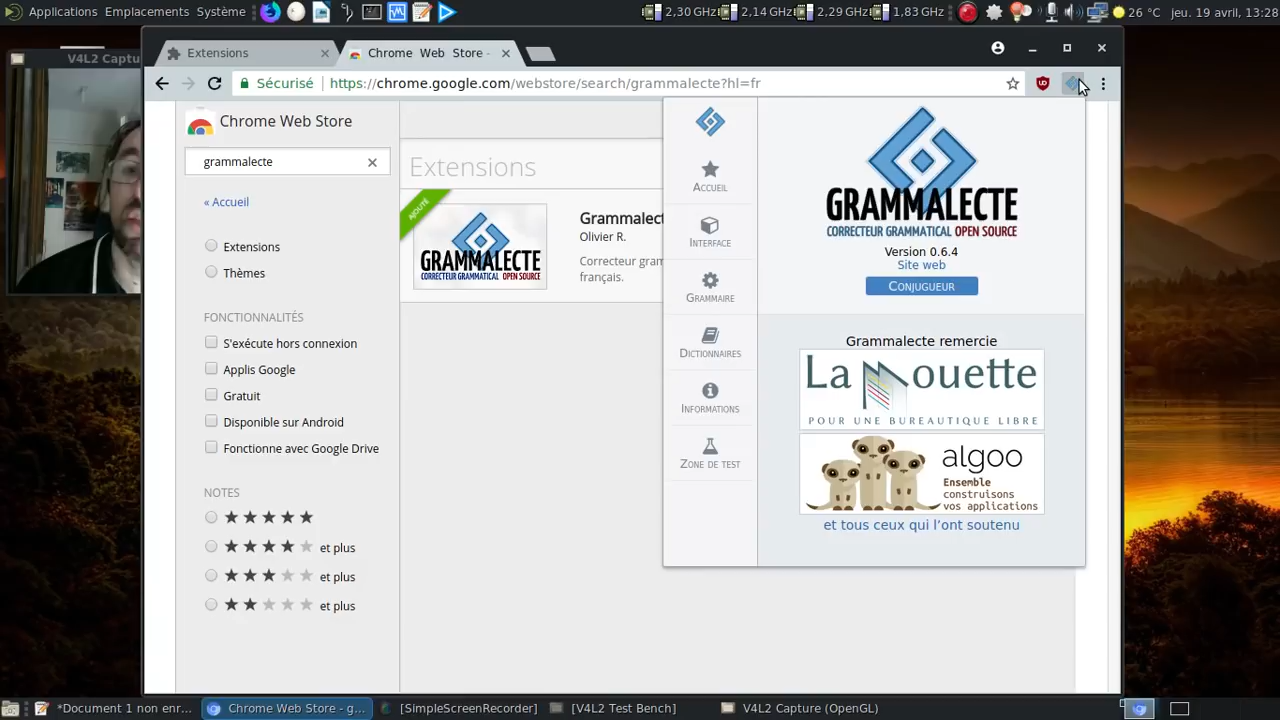 Applications Emplacements Système
2,30 GHz 2,14 GHz 2,29 GHz 1,83 GHz
26 °C jeu. 19 avril, 13:28
V4L2 Captu
Extensions
Chrome Web Store -
Sécurisé https://chrome.google.com/webstore/search/grammalecte?hl=fr
Chrome Web Store
grammalecte
« Accueil
Extensions
Thèmes
FONCTIONNALITÉS
S'exécute hors connexion
Applis Google
Gratuit
Disponible sur Android
Fonctionne avec Google Drive
NOTES
et plus
et plus
et plus
Extensions
AJOUTÉ
GRAMMALECTE
CORRECTEUR GRAMMATICAL OPEN SOURCE
Grammalect
Olivier R.
Correcteur gram
français.
ACCUEIL
INTERFACE
GRAMMAIRE
DICTIONNAIRES
INFORMATIONS
ZONE DE TEST
GRAMMALECTE
CORRECTEUR GRAMMATICAL OPEN SOURCE
Version 0.6.4
Site web
CONJUGUEUR
Grammalecte remercie
La Mouette
POUR UNE BUREAUTIQUE LIBRE
algoo
Ensemble
construisons
vos applications
et tous ceux qui l’ont soutenu
*Document 1 non enr...
Chrome Web Store - g...
[SimpleScreenRecorder]
[V4L2 Test Bench]
V4L2 Capture (OpenGL)